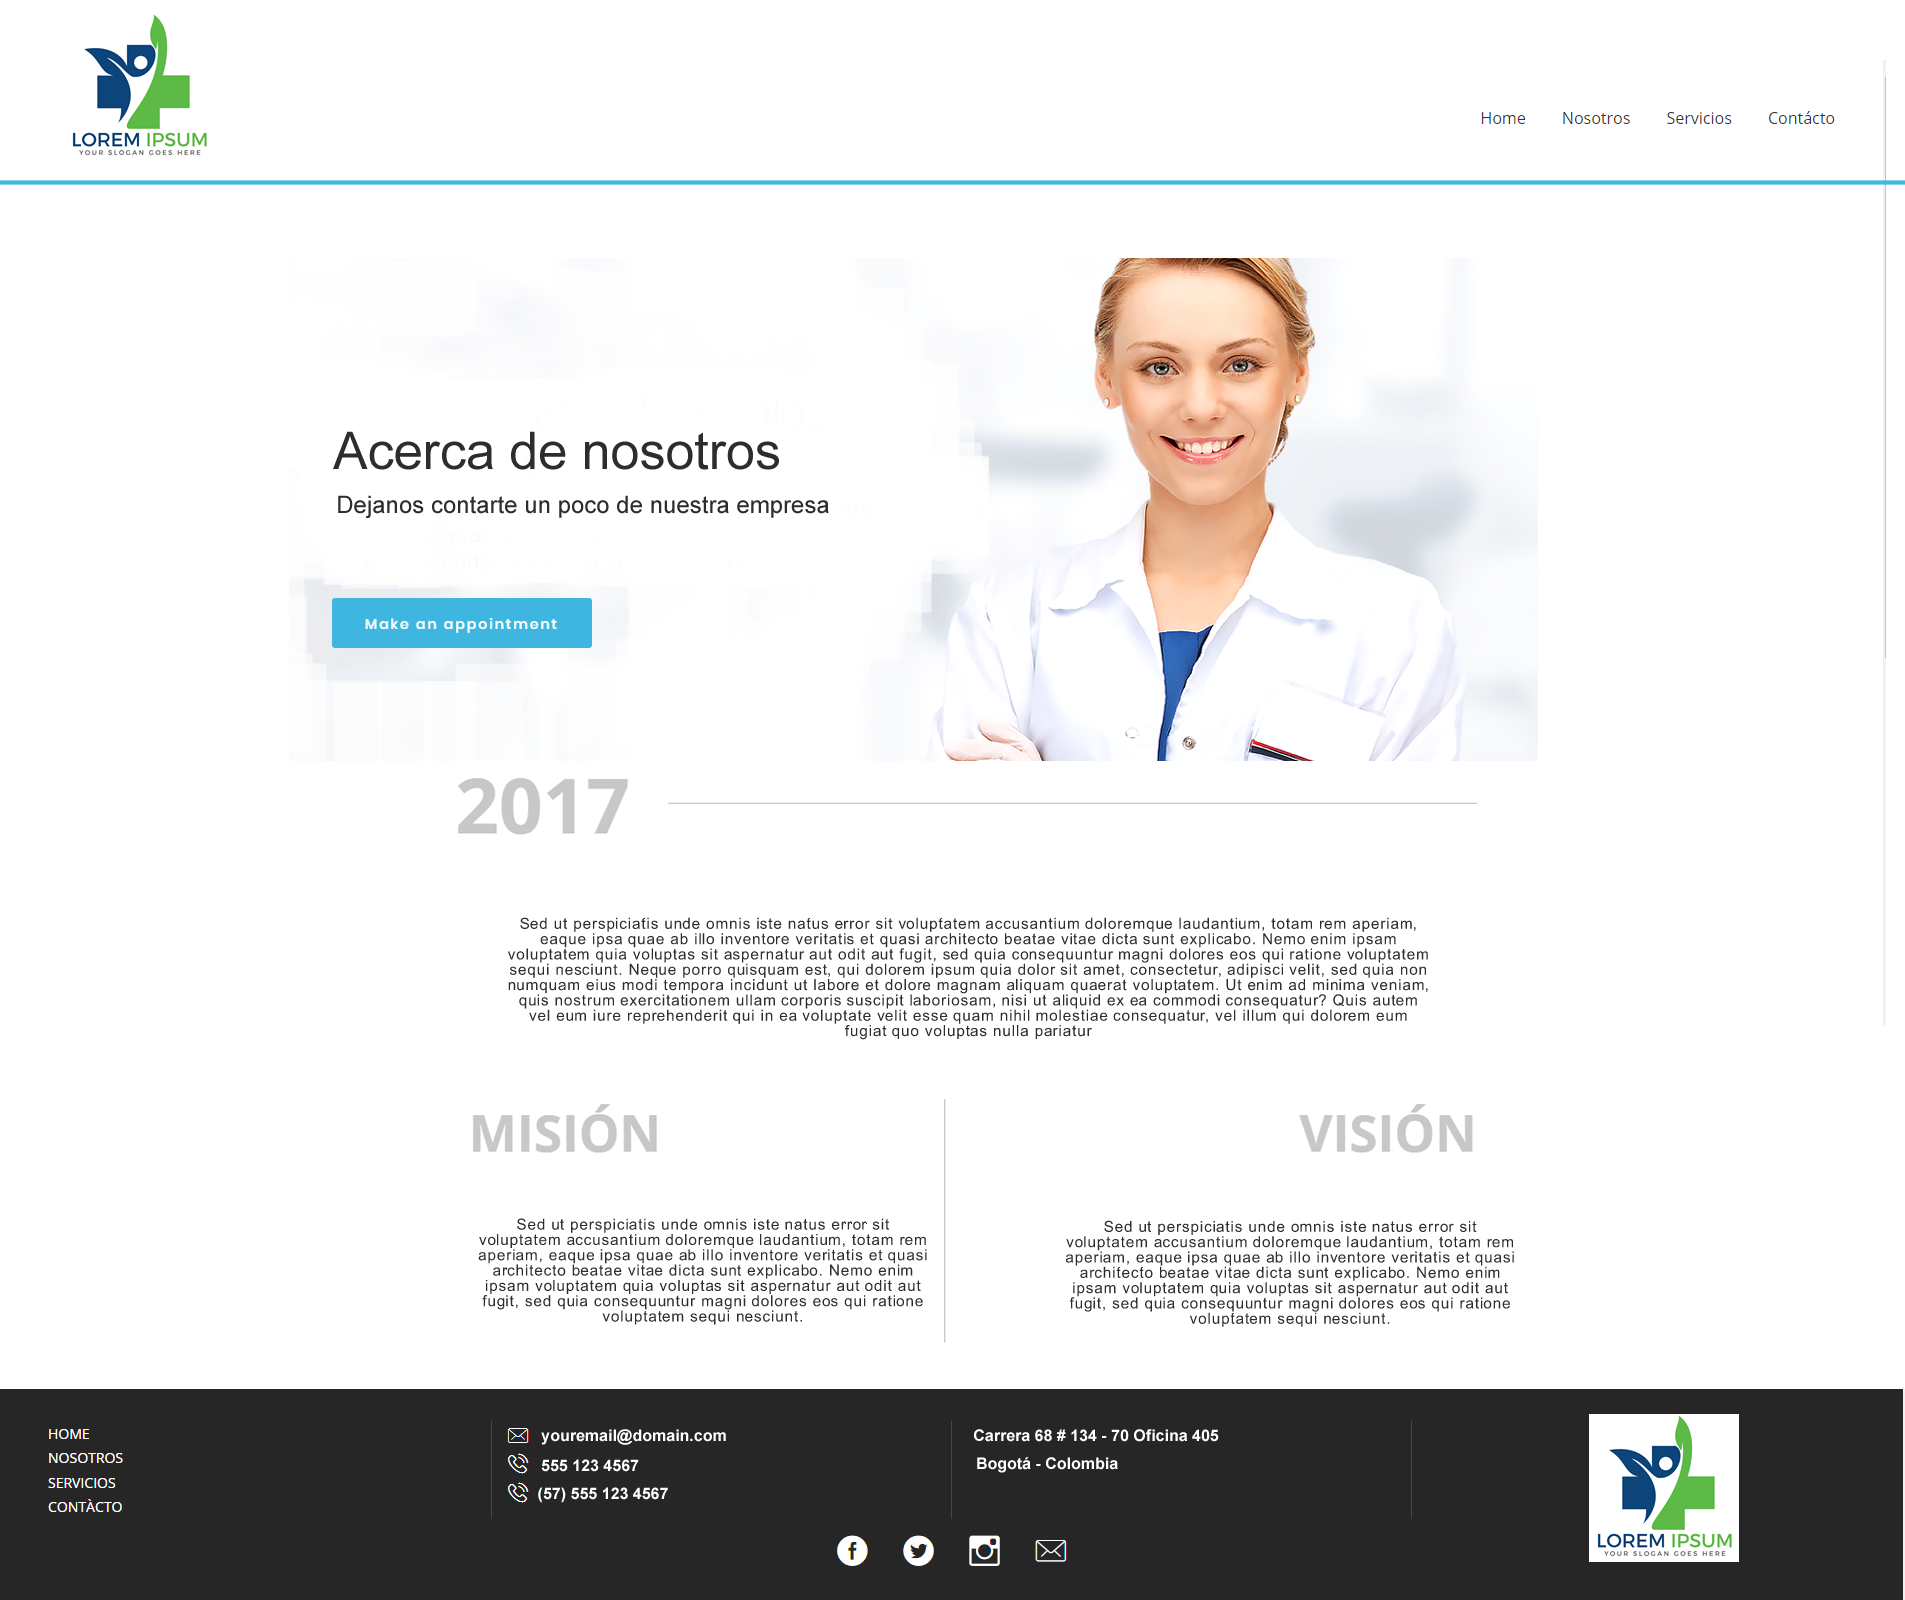 LOREM IPSUM
YOUR SLOGAN GOES HERE
Home Nosotros Servicios Contácto
Acerca de nosotros
Dejanos contarte un poco de nuestra empresa
Make an appointment
2017
Sed ut perspiciatis unde omnis iste natus error sit voluptatem accusantium doloremque laudantium, totam rem aperiam,
eaque ipsa quae ab illo inventore veritatis et quasi architecto beatae vitae dicta sunt explicabo. Nemo enim ipsam
voluptatem quia voluptas sit aspernatur aut odit aut fugit, sed quia consequuntur magni dolores eos qui ratione voluptatem
sequi nesciunt. Neque porro quisquam est, qui dolorem ipsum quia dolor sit amet, consectetur, adipisci velit, sed quia non
numquam eius modi tempora incidunt ut labore et dolore magnam aliquam quaerat voluptatem. Ut enim ad minima veniam,
quis nostrum exercitationem ullam corporis suscipit laboriosam, nisi ut aliquid ex ea commodi consequatur? Quis autem
vel eum iure reprehenderit qui in ea voluptate velit esse quam nihil molestiae consequatur, vel illum qui dolorem eum
fugiat quo voluptas nulla pariatur
MISIÓN
Sed ut perspiciatis unde omnis iste natus error sit
voluptatem accusantium doloremque laudantium, totam rem
aperiam, eaque ipsa quae ab illo inventore veritatis et quasi
architecto beatae vitae dicta sunt explicabo. Nemo enim
ipsam voluptatem quia voluptas sit aspernatur aut odit aut
fugit, sed quia consequuntur magni dolores eos qui ratione
voluptatem sequi nesciunt.
VISIÓN
Sed ut perspiciatis unde omnis iste natus error sit
voluptatem accusantium doloremque laudantium, totam rem
aperiam, eaque ipsa quae ab illo inventore veritatis et quasi
architecto beatae vitae dicta sunt explicabo. Nemo enim
ipsam voluptatem quia voluptas sit aspernatur aut odit aut
fugit, sed quia consequuntur magni dolores eos qui ratione
voluptatem sequi nesciunt.
HOME
NOSOTROS
SERVICIOS
CONTÀCTO
youremail@domain.com
555 123 4567
(57) 555 123 4567
Carrera 68 # 134 - 70 Oficina 405
Bogotá - Colombia
LOREM IPSUM
YOUR SLOGAN GOES HERE